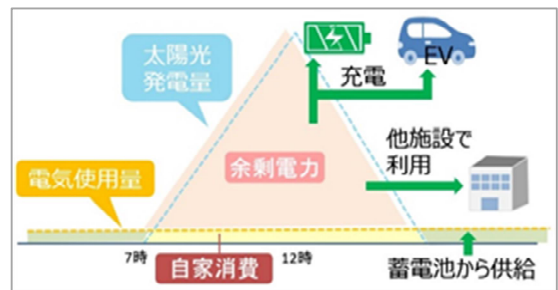 太陽光
発電量
充電
EV
他施設で
利用
余剰電力
電気使用量
7時
自家消費
12時
蓄電池から供給